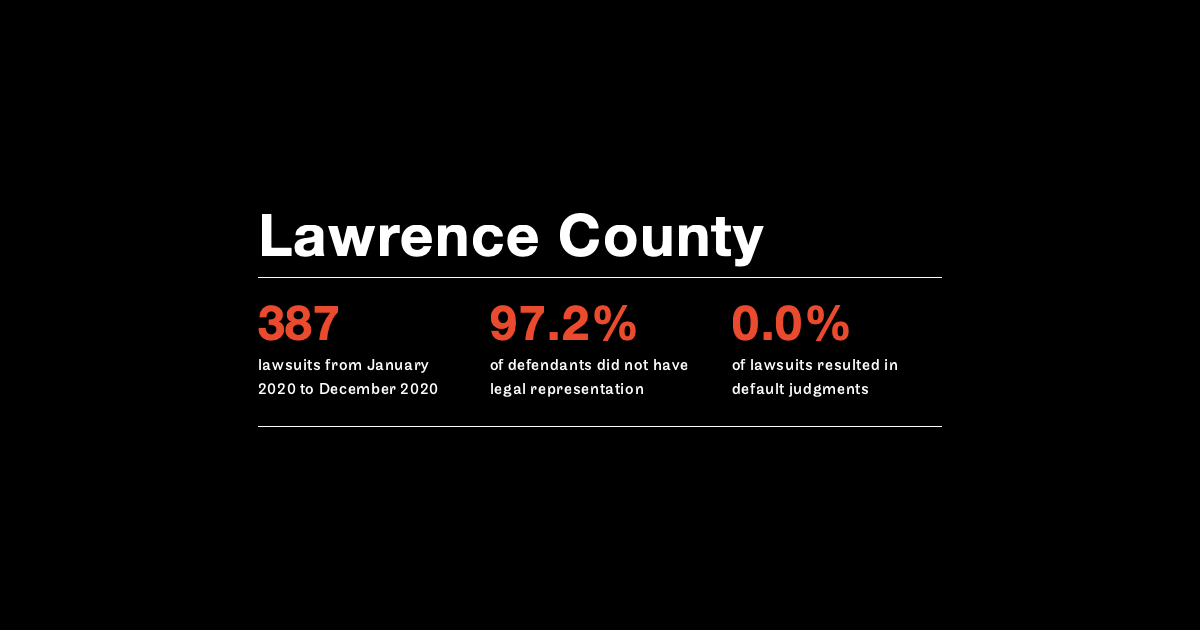 Lawrence County
387
lawsuits from January
2020 to December 2020
97.2%
of defendants did not have
legal representation
0.0%
of lawsuits resulted in
default judgments